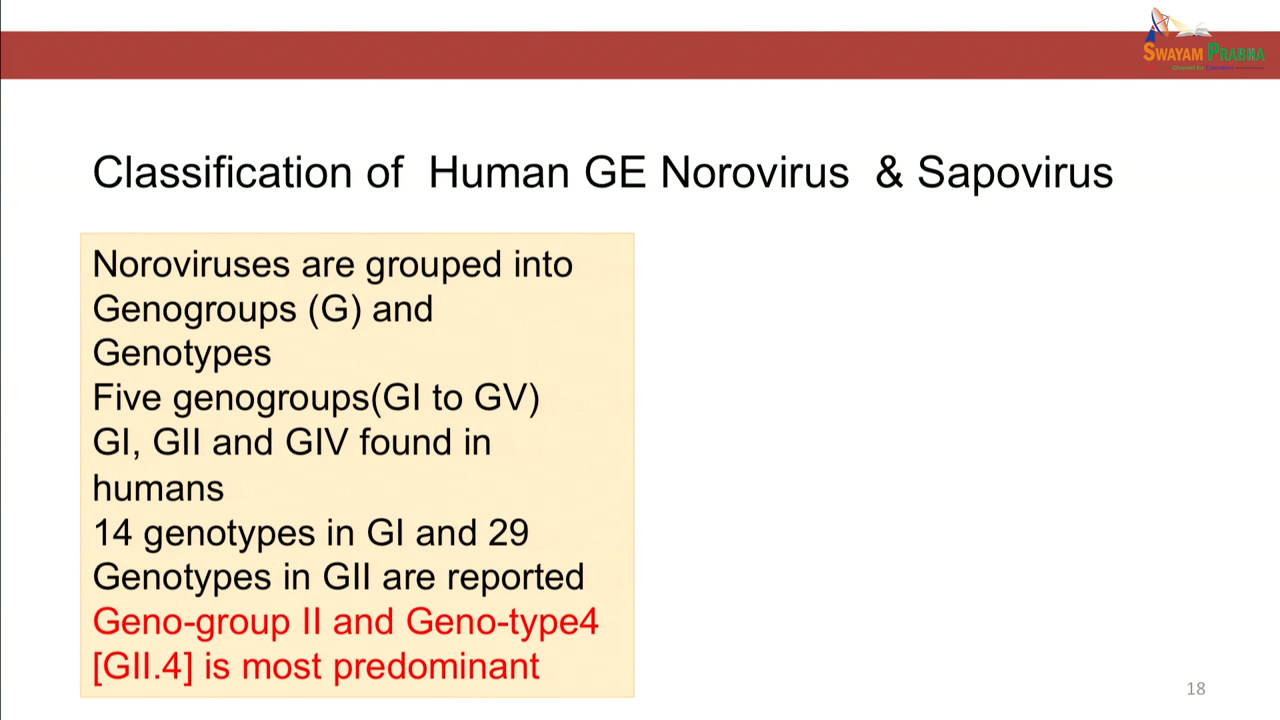 SWAYAM PRABHA
Classification of Human GE Norovirus & Sapovirus
Noroviruses are grouped into
Genogroups (G) and
Genotypes
Five genogroups(GI to GV)
GI, GII and GIV found in
humans
14 genotypes in GI and 29
Genotypes in GII are reported
Geno-group II and Geno-type4
[GII.4] is most predominant
18